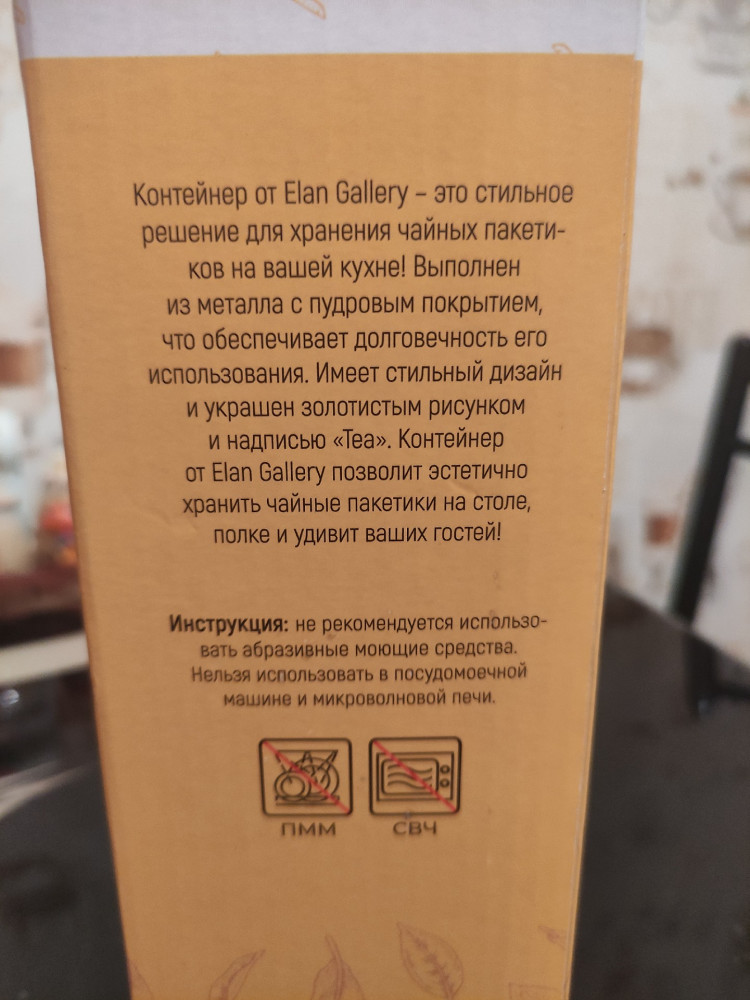 Контейнер от Elan Gallery – это стильное
решение для хранения чайных пакети-
ков на вашей кухне! Выполнен
из металла с пудровым покрытием,
что обеспечивает долговечность его
использования. Имеет стильный дизайн
и украшен золотистым рисунком
и надписью «Tea». Контейнер
от Elan Gallery позволит эстетично
хранить чайные пакетики на столе,
полке и удивит ваших гостей!
Инструкция: не рекомендуется использо-
вать абразивные моющие средства.
Нельзя использовать в посудомоечной
машине и микроволновой печи.
ПММ СВЧ